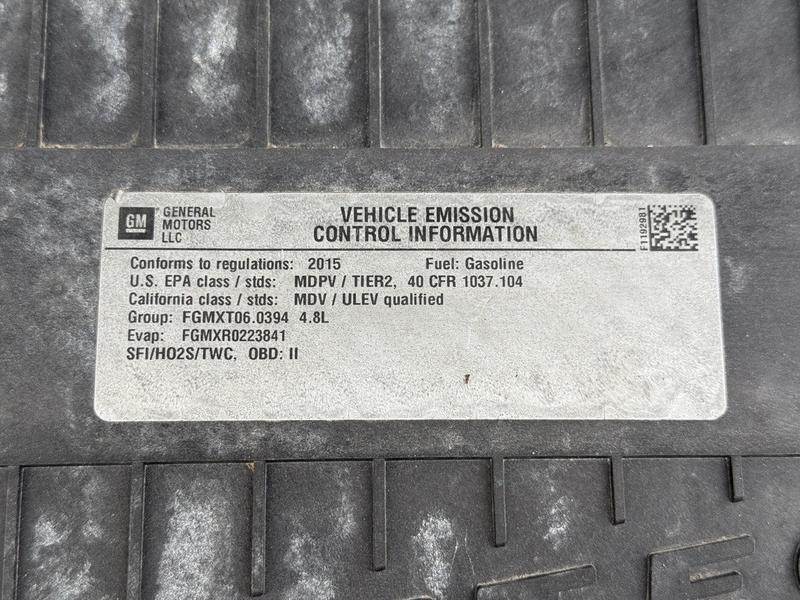 GM GENERAL MOTORS LLC
VEHICLE EMISSION
CONTROL INFORMATION
F1192981
Conforms to regulations: 2015 Fuel: Gasoline
U.S. EPA class / stds: MDPV / TIER2, 40 CFR 1037.104
California class / stds: MDV / ULEV qualified
Group: FGMXT06.0394 4.8L
Evap: FGMXR0223841
SFI/HO2S/TWC, OBD: II